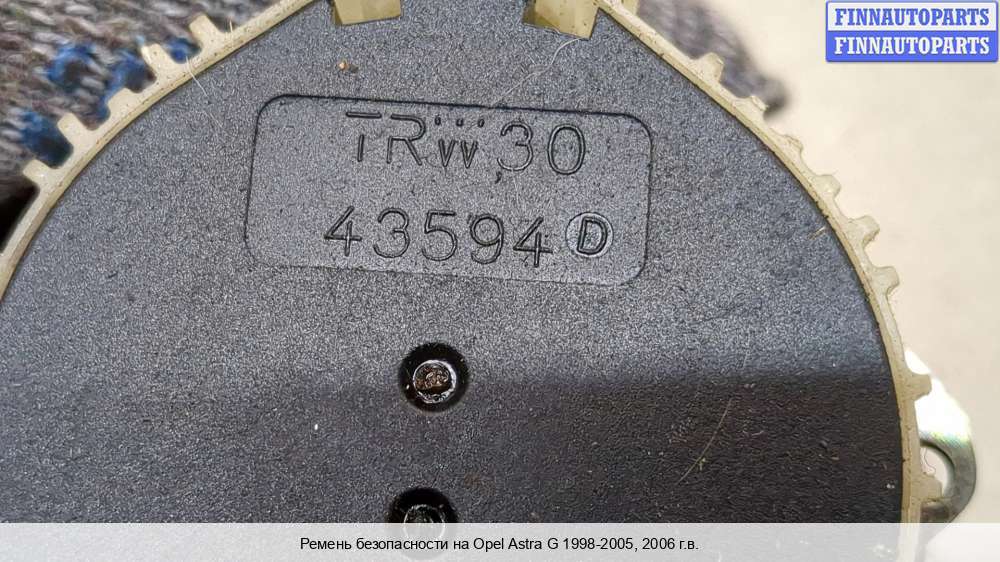 FINNAUTOPARTS
FINNAUTOPARTS
TRW,30
43594 D
Ремень безопасности на Opel Astra G 1998-2005, 2006 г.в.